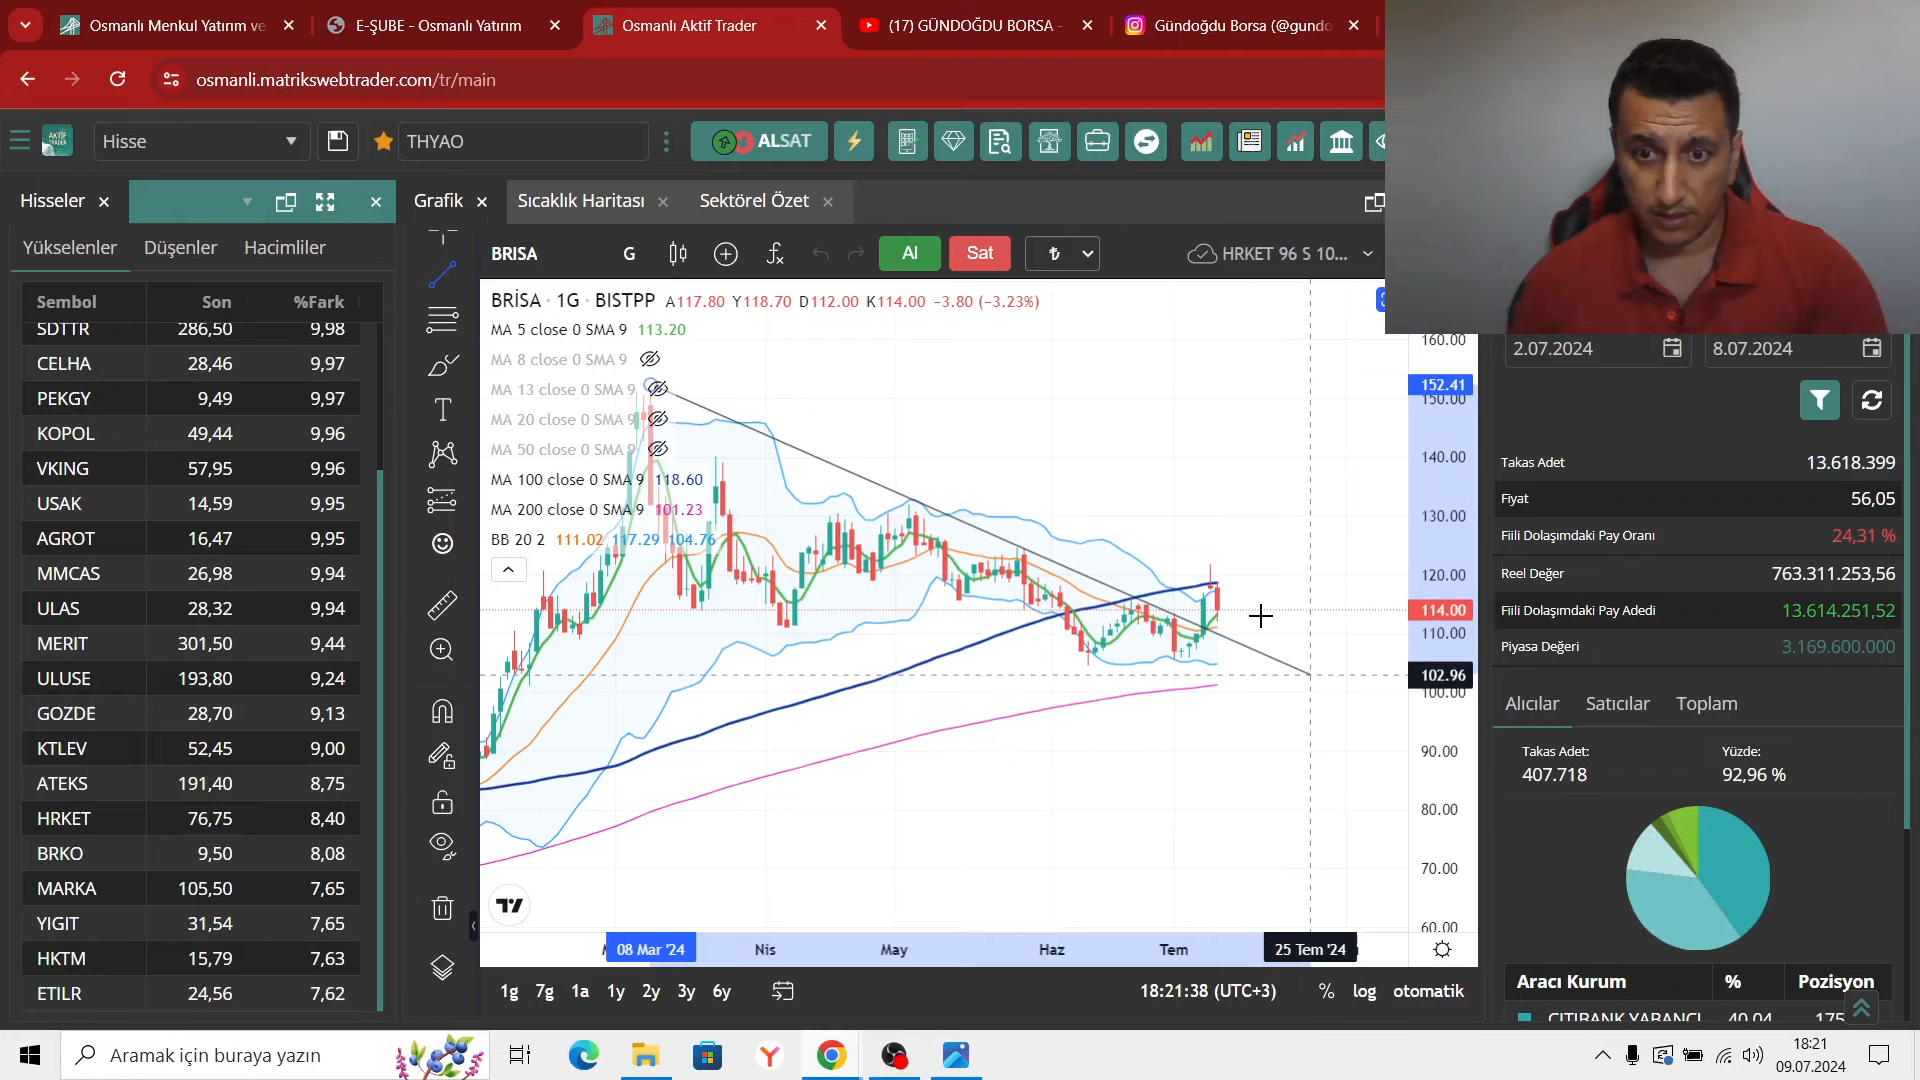 Osmanlı Menkul Yatırım ve
E-ŞUBE - Osmanlı Yatırım
Osmanlı Aktif Trader
(17) GÜNDOĞDU BORSA -
Gündoğdu Borsa (@gundo
osmanli.matrikswebtrader.com/tr/main
AKTİF TRADER
Hisse
THYAO
ALSAT
Hisseler
Grafik
Sıcaklık Haritası
Sektörel Özet
Yükselenler Düşenler Hacimliler
Sembol Son %Fark
SDTTR 286,50 9,98
CELHA 28,46 9,97
PEKGY 9,49 9,97
KOPOL 49,44 9,96
VKING 57,95 9,96
USAK 14,59 9,95
AGROT 16,47 9,95
MMCAS 26,98 9,94
ULAS 28,32 9,94
MERIT 301,50 9,44
ULUSE 193,80 9,24
GOZDE 28,70 9,13
KTLEV 52,45 9,00
ATEKS 191,40 8,75
HRKET 76,75 8,40
BRKO 9,50 8,08
MARKA 105,50 7,65
YIGIT 31,54 7,65
HKTM 15,79 7,63
ETILR 24,56 7,62
BRISA G Al Sat ₺ HRKET 96 S 10...
BRİSA · 1G · BISTPP A117.80 Y118.70 D112.00 K114.00 −3.80 (−3.23%)
MA 5 close 0 SMA 9 113.20
MA 8 close 0 SMA 9
MA 13 close 0 SMA 9
MA 20 close 0 SMA 9
MA 50 close 0 SMA 9
MA 100 close 0 SMA 9 118.60
MA 200 close 0 SMA 9 101.23
BB 20 2 111.02 117.29 104.76
160.00
152.41
150.00
140.00
130.00
120.00
114.00
110.00
102.96
100.00
90.00
80.00
70.00
60.00
08 Mar '24 Nis May Haz Tem 25 Tem '24
1g 7g 1a 1y 2y 3y 6y
18:21:38 (UTC+3) % log otomatik
2.07.2024 8.07.2024
Takas Adet 13.618.399
Fiyat 56,05
Fiili Dolaşımdaki Pay Oranı 24,31 %
Reel Değer 763.311.253,56
Fiili Dolaşımdaki Pay Adedi 13.614.251,52
Piyasa Değeri 3.169.600.000
Alıcılar Satıcılar Toplam
Takas Adet: Yüzde:
407.718 92,96 %
Aracı Kurum % Pozisyon
CITIBANK YABANCI 40,04 175
Aramak için buraya yazın
18:21
09.07.2024